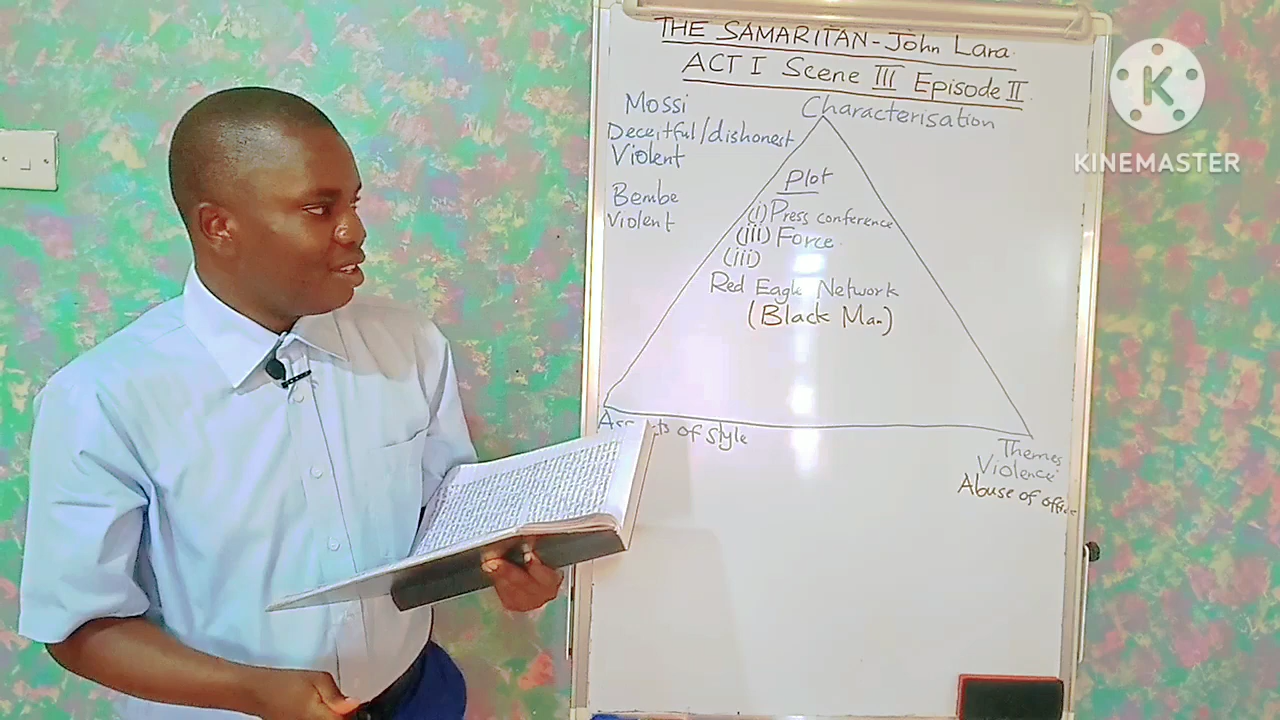 THE SAMARITAN - John Lara.
ACT I Scene III Episode II
Characterisation
Mossi
Deceitful/dishonest
Violent
Bembe
Violent
Plot
(i) Press conference
(iii) Force.
(iii)
Red Eagle Network
(Black Man)
of style
Themes
Violence
Abuse of office
K
KINEMASTER